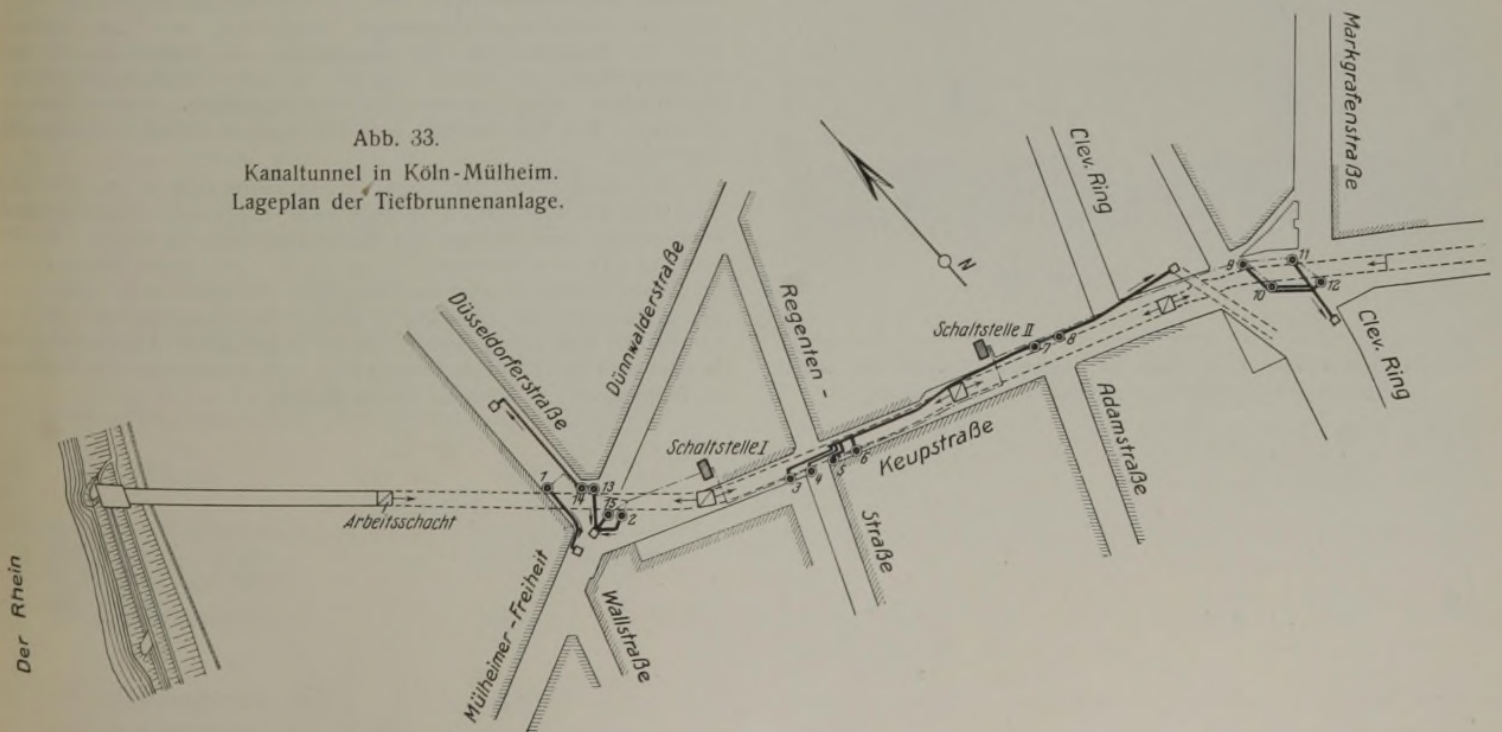 Abb. 33.
Kanaltunnel in Köln-Mülheim.
Lageplan der Tiefbrunnenanlage.
Markgrafenstraße
Clev. Ring
N
Dünnwalderstraße
Regenten-
Düsseldorferstraße
Schaltstelle II
9
11
10
12
7
8
Clev. Ring
Schaltstelle I
Adamstraße
Keupstraße
1
14
13
15
2
3
4
5
6
Arbeitsschacht
Straße
Der Rhein
Mülheimer-Freiheit
Wallstraße